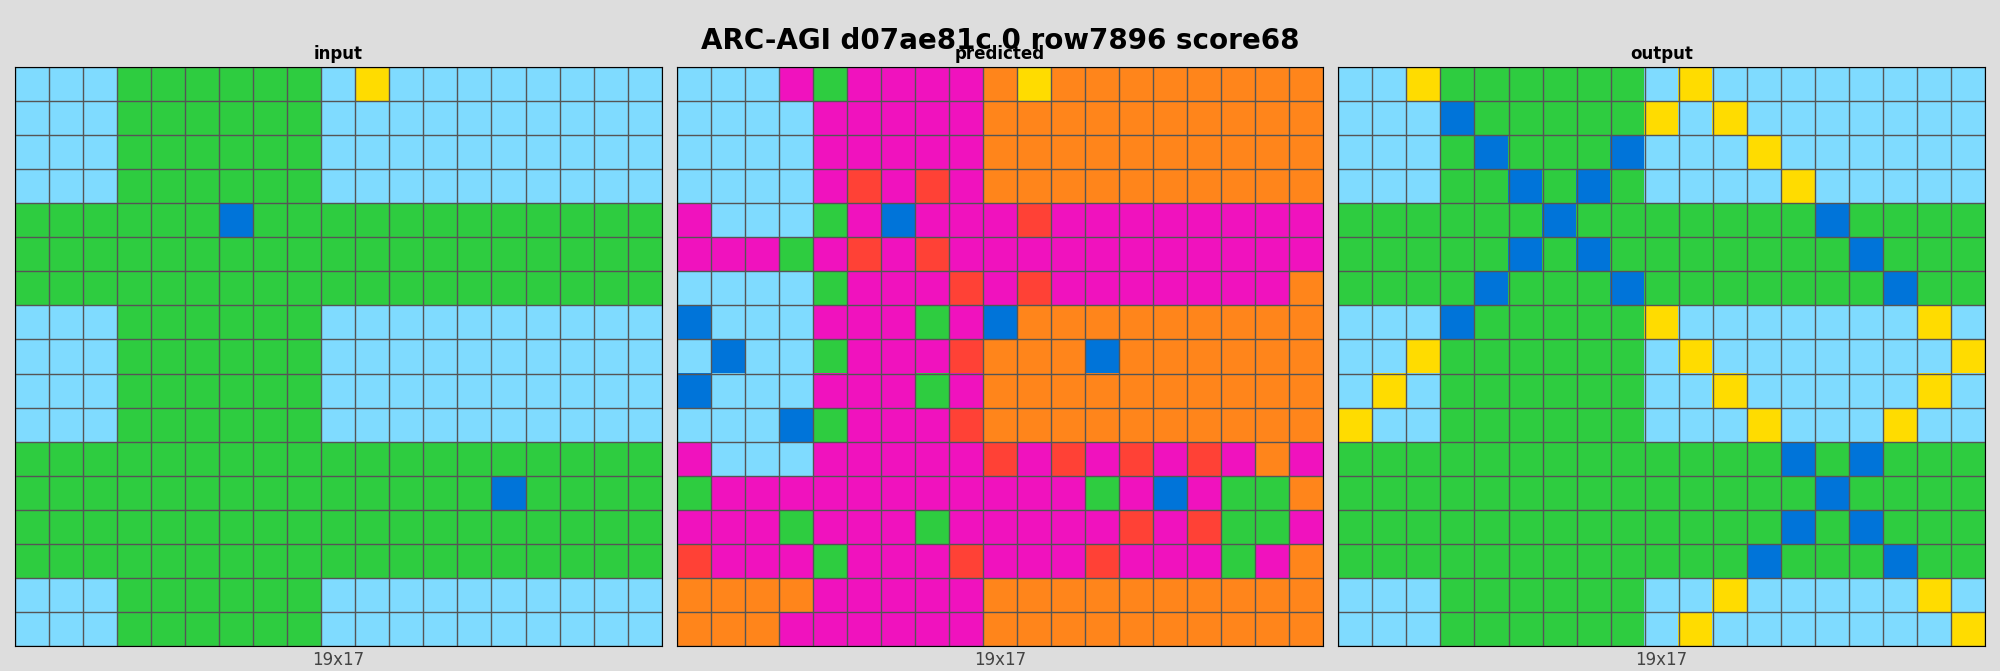 ARC-AGI d07ae81c 0 row7896 score68
input
predicted
output
19x17
19x17
19x17